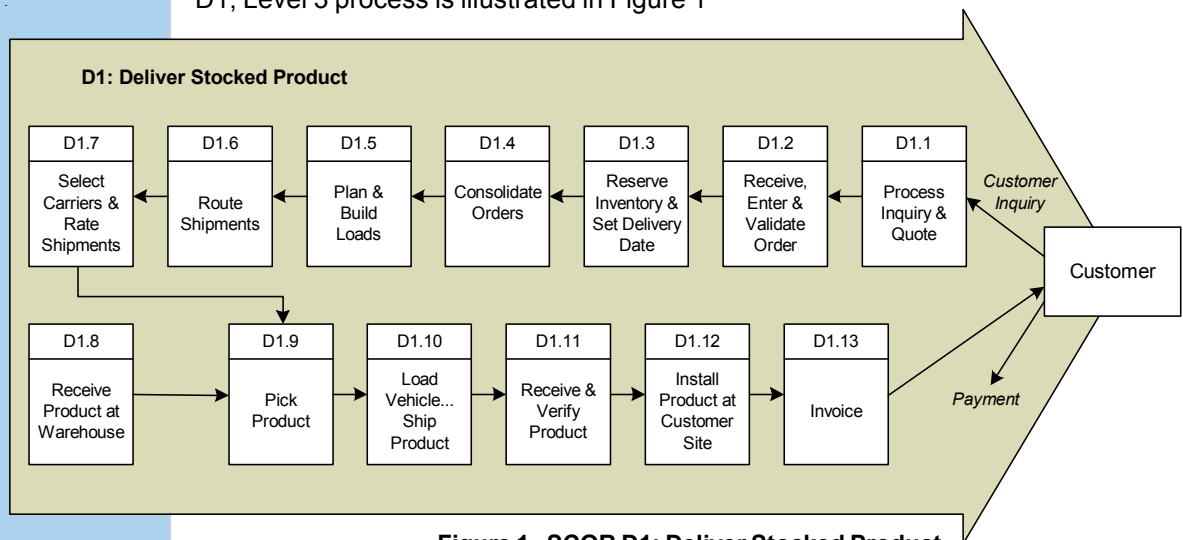 D1, Level 3 process is illustrated in Figure 1
D1: Deliver Stocked Product
D1.7
Select
Carriers &
Rate
Shipments
D1.6
Route
Shipments
D1.5
Plan &
Build
Loads
D1.4
Consolidate
Orders
D1.3
Reserve
Inventory &
Set Delivery
Date
D1.2
Receive,
Enter &
Validate
Order
D1.1
Process
Inquiry &
Quote
Customer
Inquiry
Customer
D1.8
Receive
Product at
Warehouse
D1.9
Pick
Product
D1.10
Load
Vehicle...
Ship
Product
D1.11
Receive &
Verify
Product
D1.12
Install
Product at
Customer
Site
D1.13
Invoice
Payment
Figure 1. SCOR D1: Deliver Stocked Product